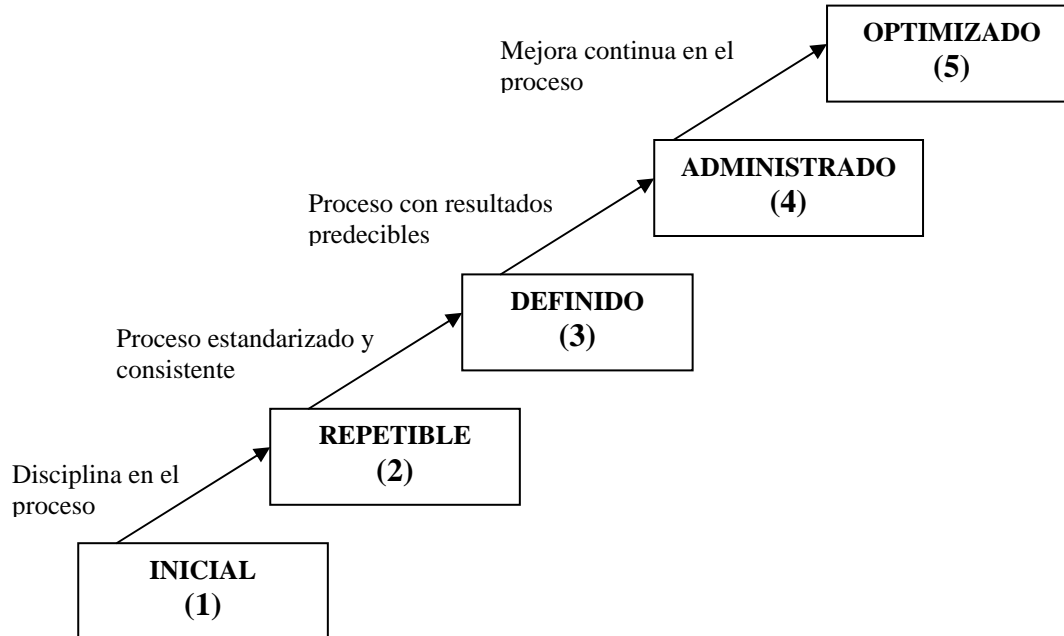 OPTIMIZADO
(5)
Mejora continua en el
proceso
ADMINISTRADO
(4)
Proceso con resultados
predecibles
DEFINIDO
(3)
Proceso estandarizado y
consistente
REPETIBLE
(2)
Disciplina en el
proceso
INICIAL
(1)